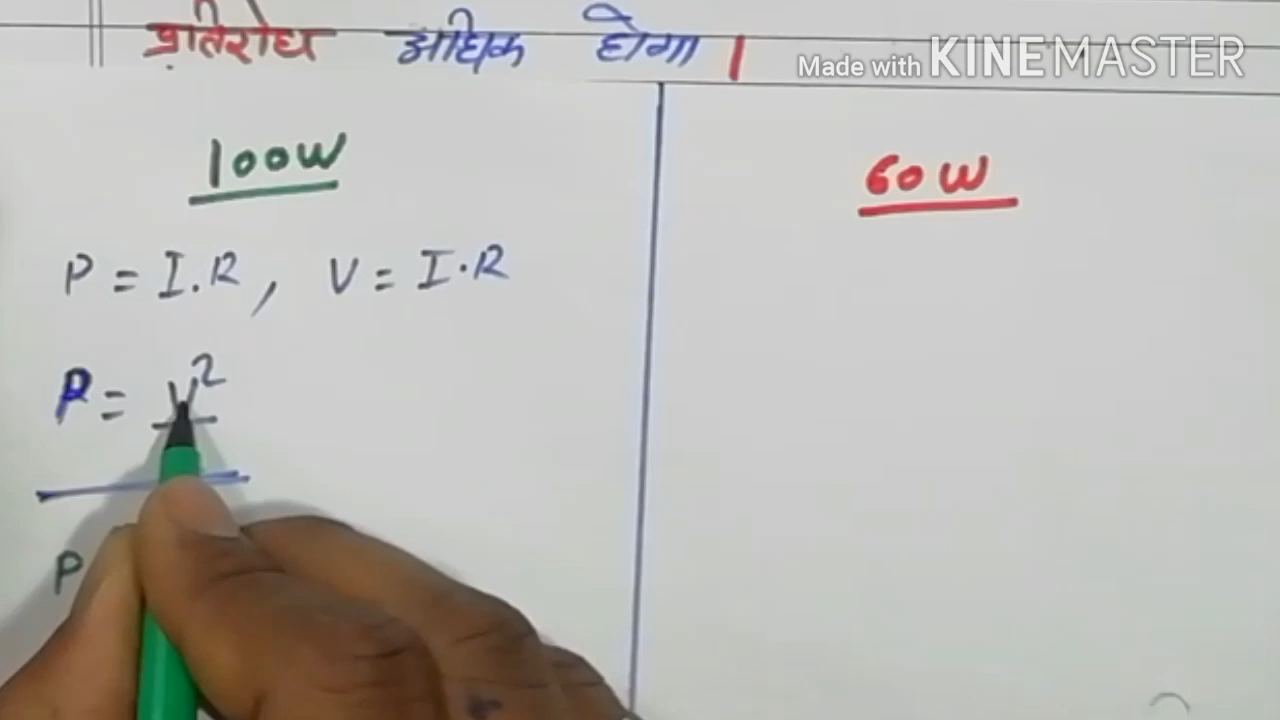 प्रतिरोध अधिक होगा |
Made with KINEMASTER
100W
60W
P = I.R, V = I.R
R = V²
P